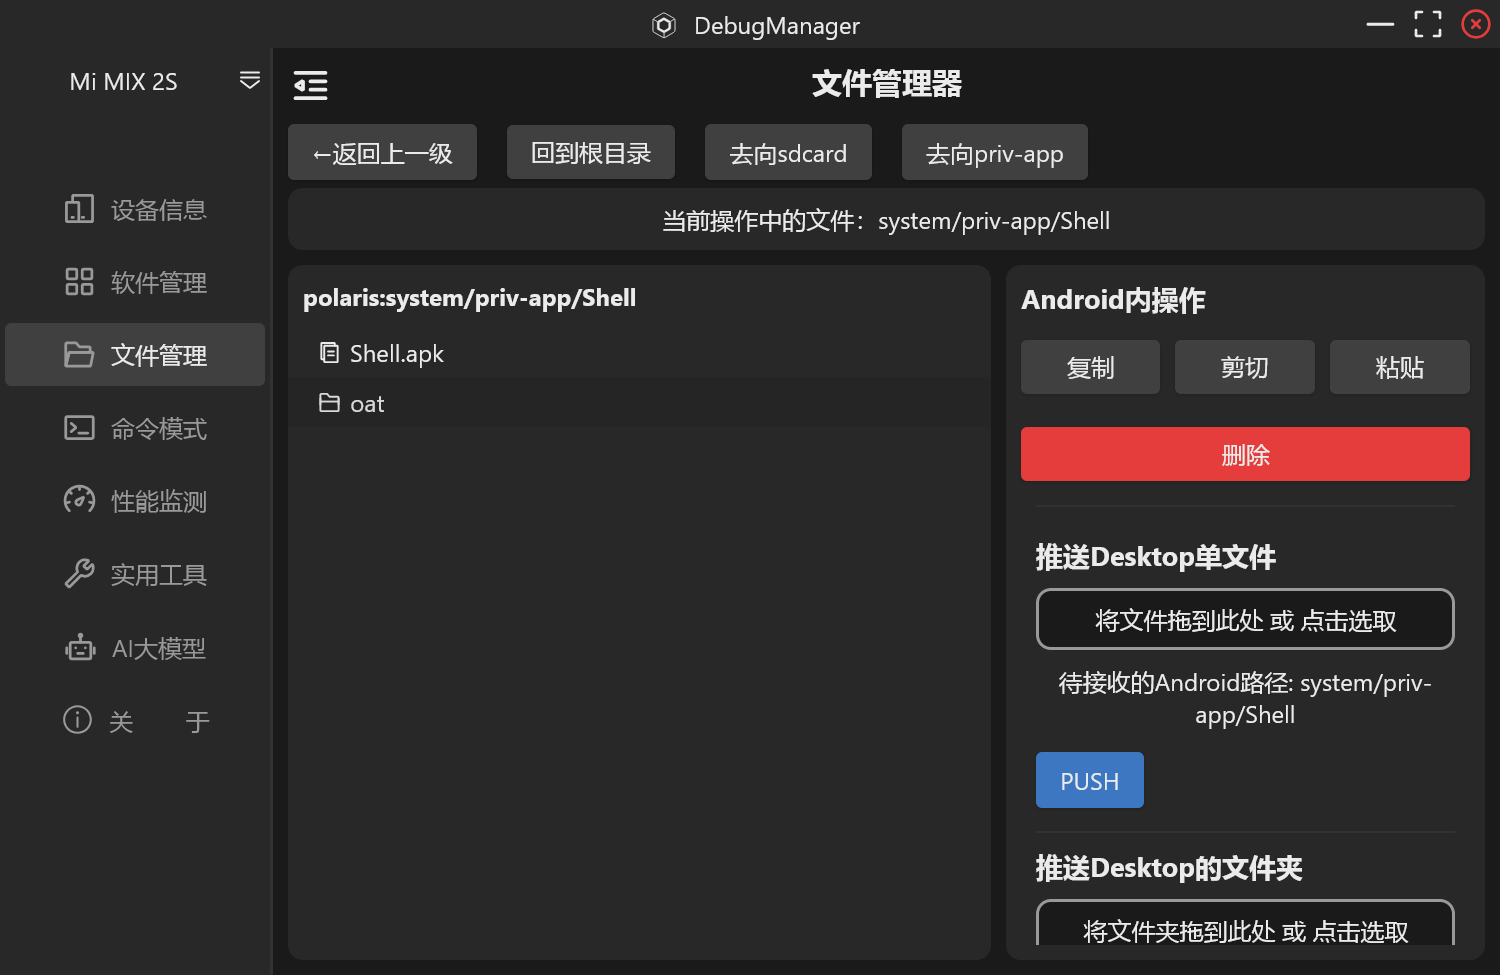 DebugManager
Mi MIX 2S
设备信息
软件管理
文件管理
命令模式
性能监测
实用工具
AI大模型
关 于
文件管理器
←返回上一级
回到根目录
去向sdcard
去向priv-app
当前操作中的文件：system/priv-app/Shell
polaris:system/priv-app/Shell
Shell.apk
oat
Android内操作
复制
剪切
粘贴
删除
推送Desktop单文件
将文件拖到此处 或 点击选取
待接收的Android路径: system/priv-
app/Shell
PUSH
推送Desktop的文件夹
将文件夹拖到此处 或 点击选取